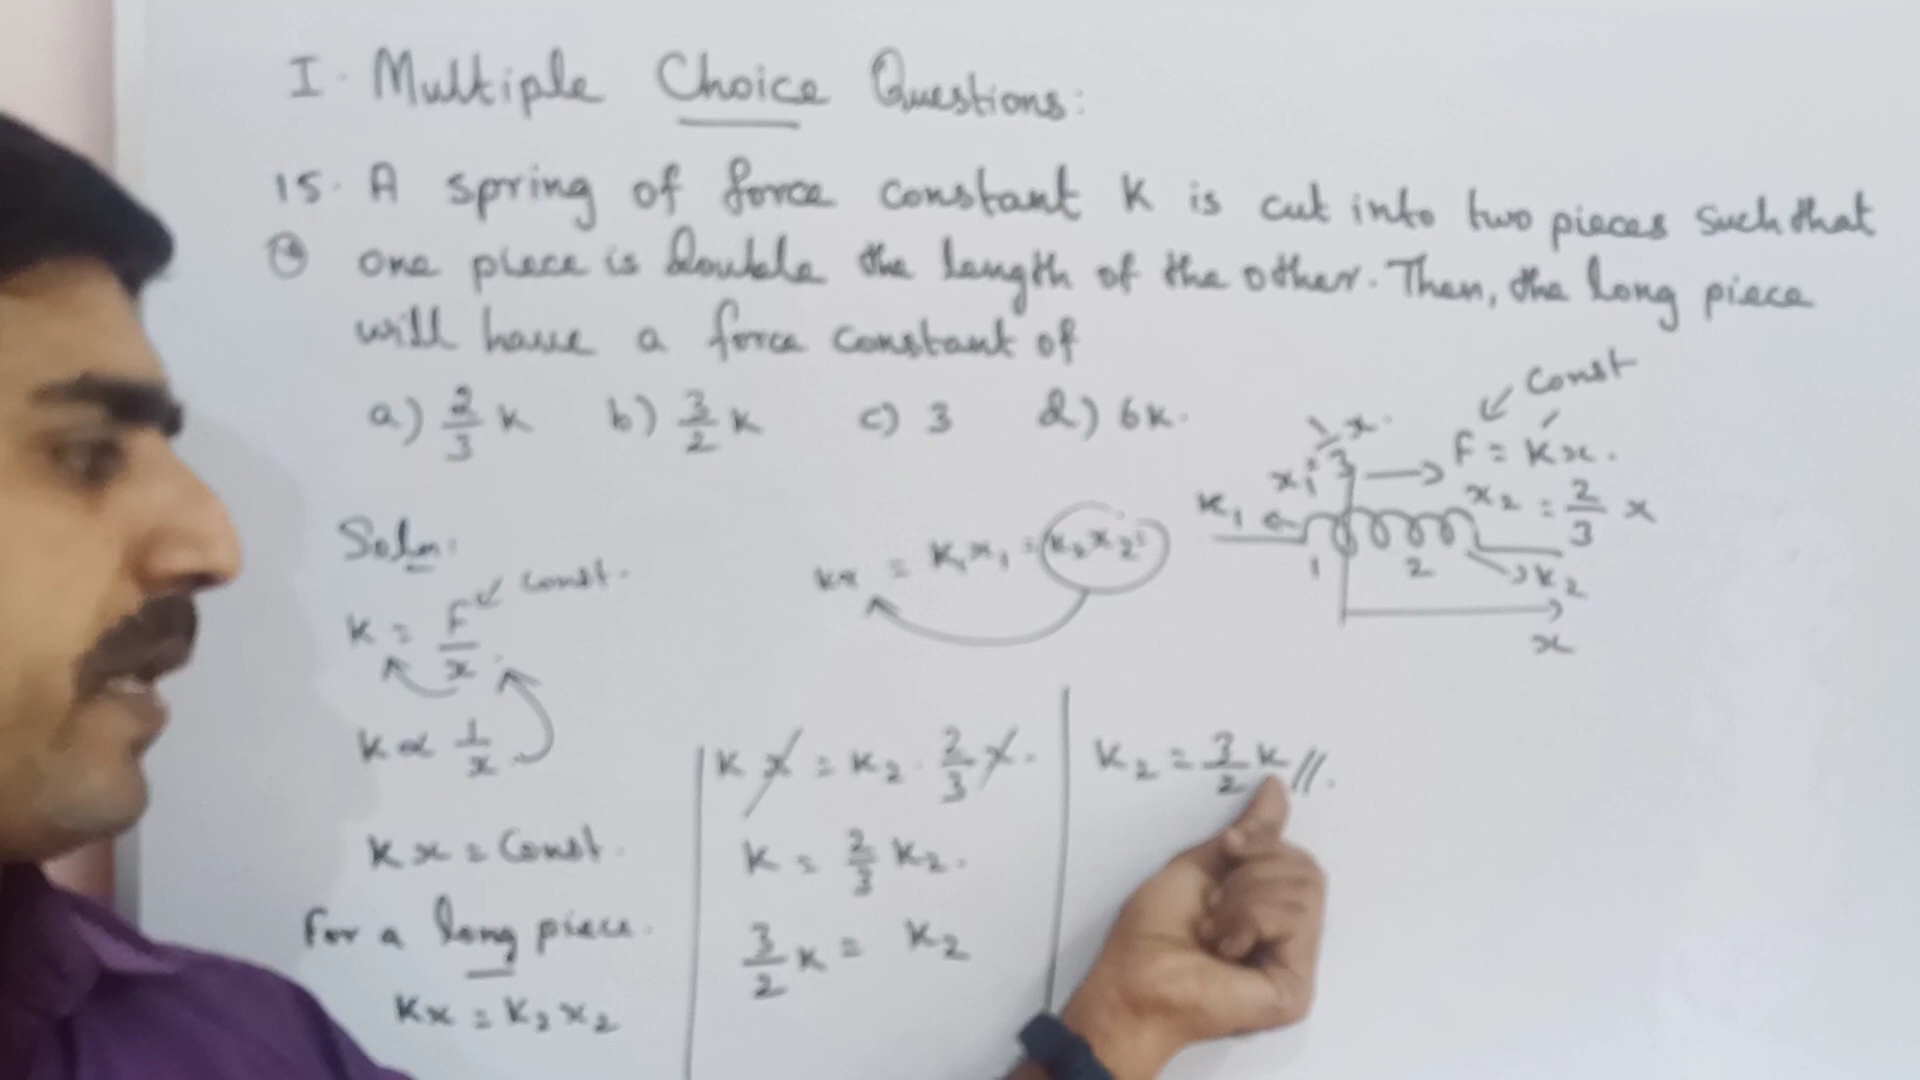 I. Multiple Choice Questions:
15. A spring of force constant K is cut into two pieces such that
one piece is double the length of the other. Then, the long piece
will have a force constant of
a) 2/3 K b) 3/2 K c) 3 d) 6K.
const
F = Kx.
x
x₁ = 3
x₂ = 2/3 x
K₁
1 2
K₂
x
Soln:
K = F/x
const.
K ∝ 1/x
Kx = Const.
For a long piece.
Kx = K₂x₂
Kx = K₁x₁ = K₂x₂
Kx = K₂ · 2/3 x.
K = 2/3 K₂.
3/2 K = K₂
K₂ = 3/2 K //.